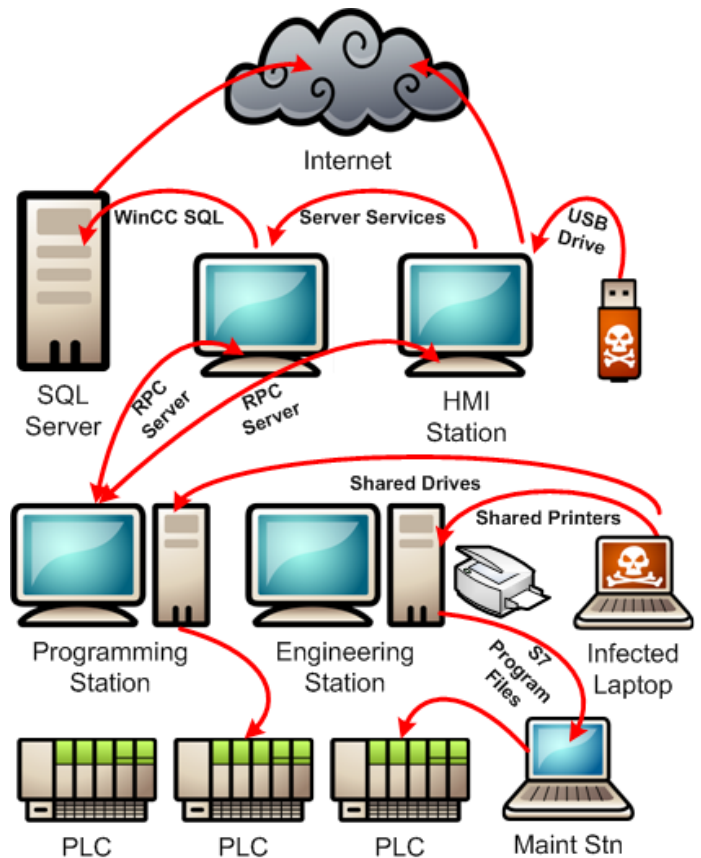 Internet
WinCC SQL
Server Services
USB
Drive
SQL
Server
RPC
Server
RPC
Server
HMI
Station
Shared Drives
Shared Printers
Programming
Station
Engineering
Station
S7
Program
Files
Infected
Laptop
PLC
PLC
PLC
Maint Stn